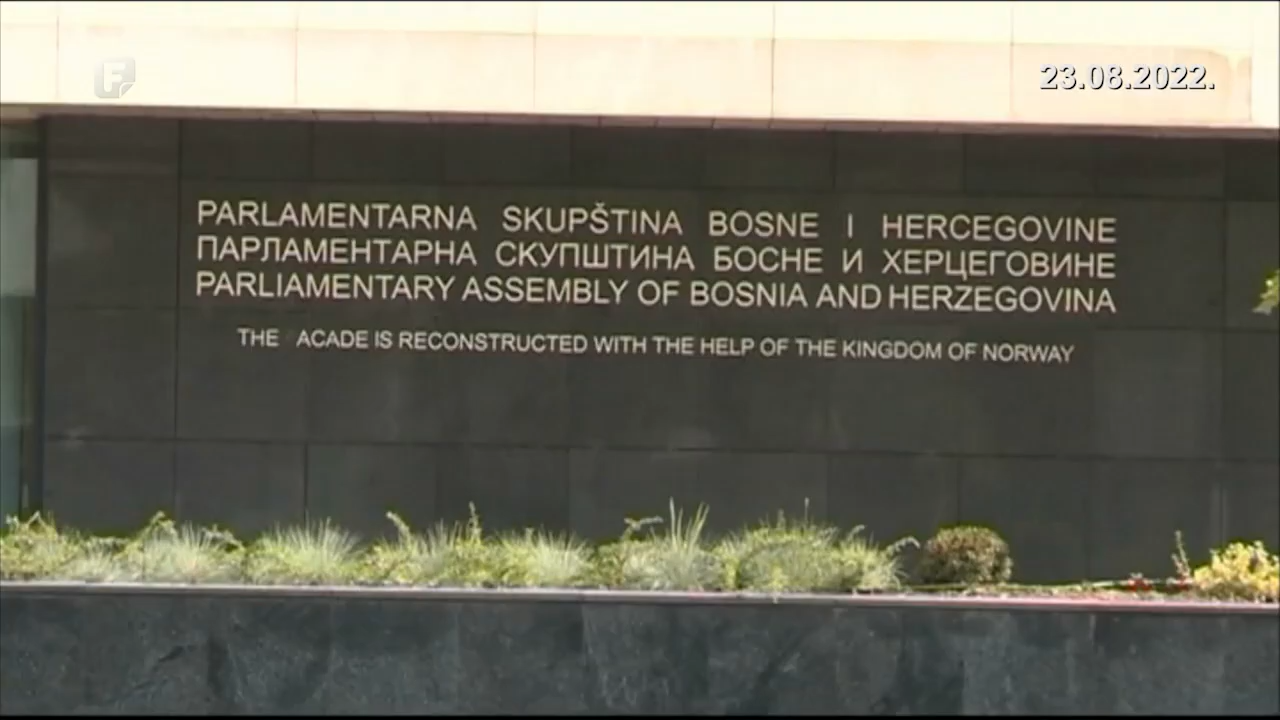 F
23.08.2022.
PARLAMENTARNA SKUPŠTINA BOSNE I HERCEGOVINE
ПАРЛАМЕНТАРНА СКУПШТИНА БОСНЕ И ХЕРЦЕГОВИНЕ
PARLIAMENTARY ASSEMBLY OF BOSNIA AND HERZEGOVINA
THE ACADE IS RECONSTRUCTED WITH THE HELP OF THE KINGDOM OF NORWAY